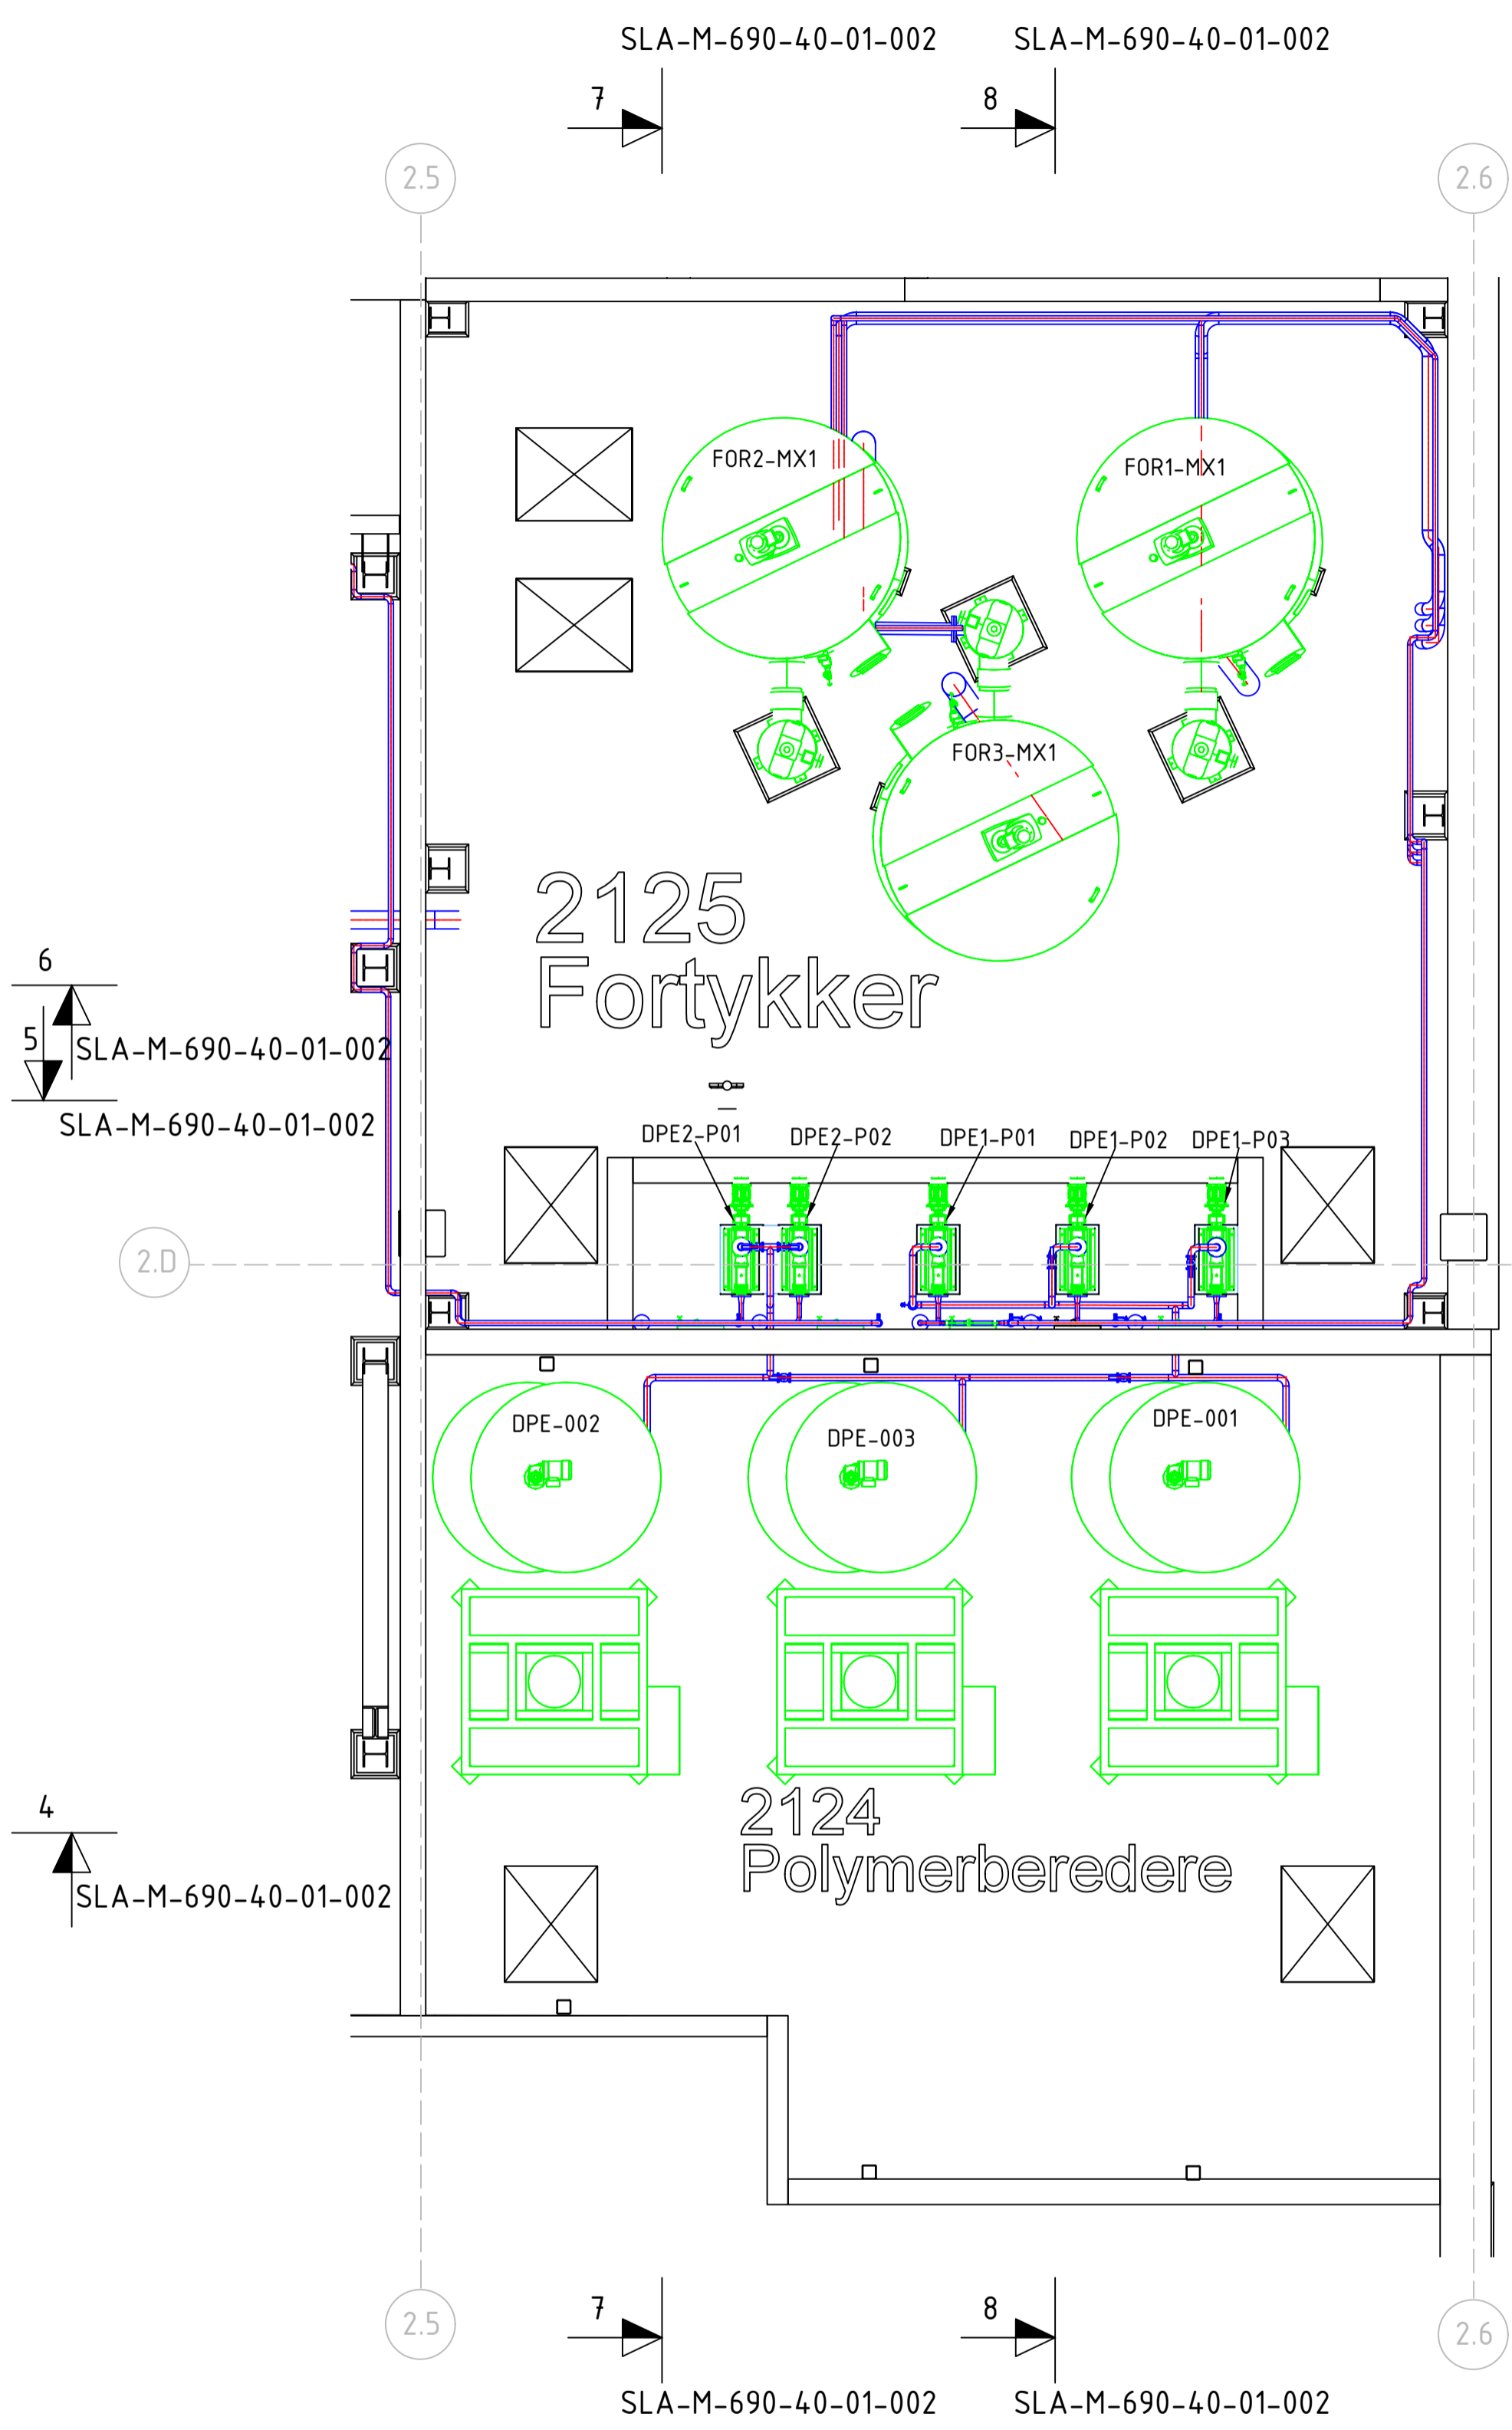 SLA-M-690-40-01-002
SLA-M-690-40-01-002
7
8
2.5
2.6
FOR2-MX1
FOR1-MX1
FOR3-MX1
2125
Fortykker
6
SLA-M-690-40-01-002
5
SLA-M-690-40-01-002
DPE2-P01
DPE2-P02
DPE1-P01
DPE1-P02
DPE1-P03
2.D
DPE-002
DPE-003
DPE-001
2124
Polymerberedere
4
SLA-M-690-40-01-002
7
8
2.5
2.6
SLA-M-690-40-01-002
SLA-M-690-40-01-002